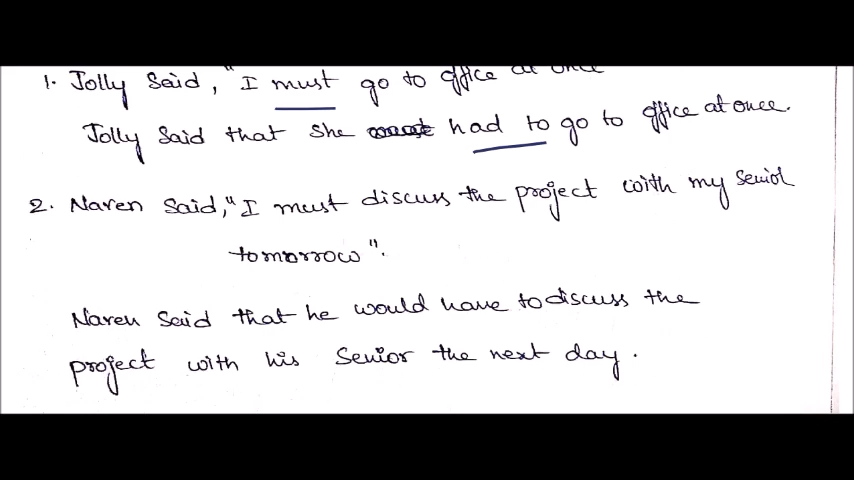 1. Jolly Said, "I must go to office at once
Jolly Said that she had to go to office at once.
2. Naren Said, "I must discuss the project with my senior
tomorrow".
Naren Said that he would have to discuss the
project with his Senior the next day.